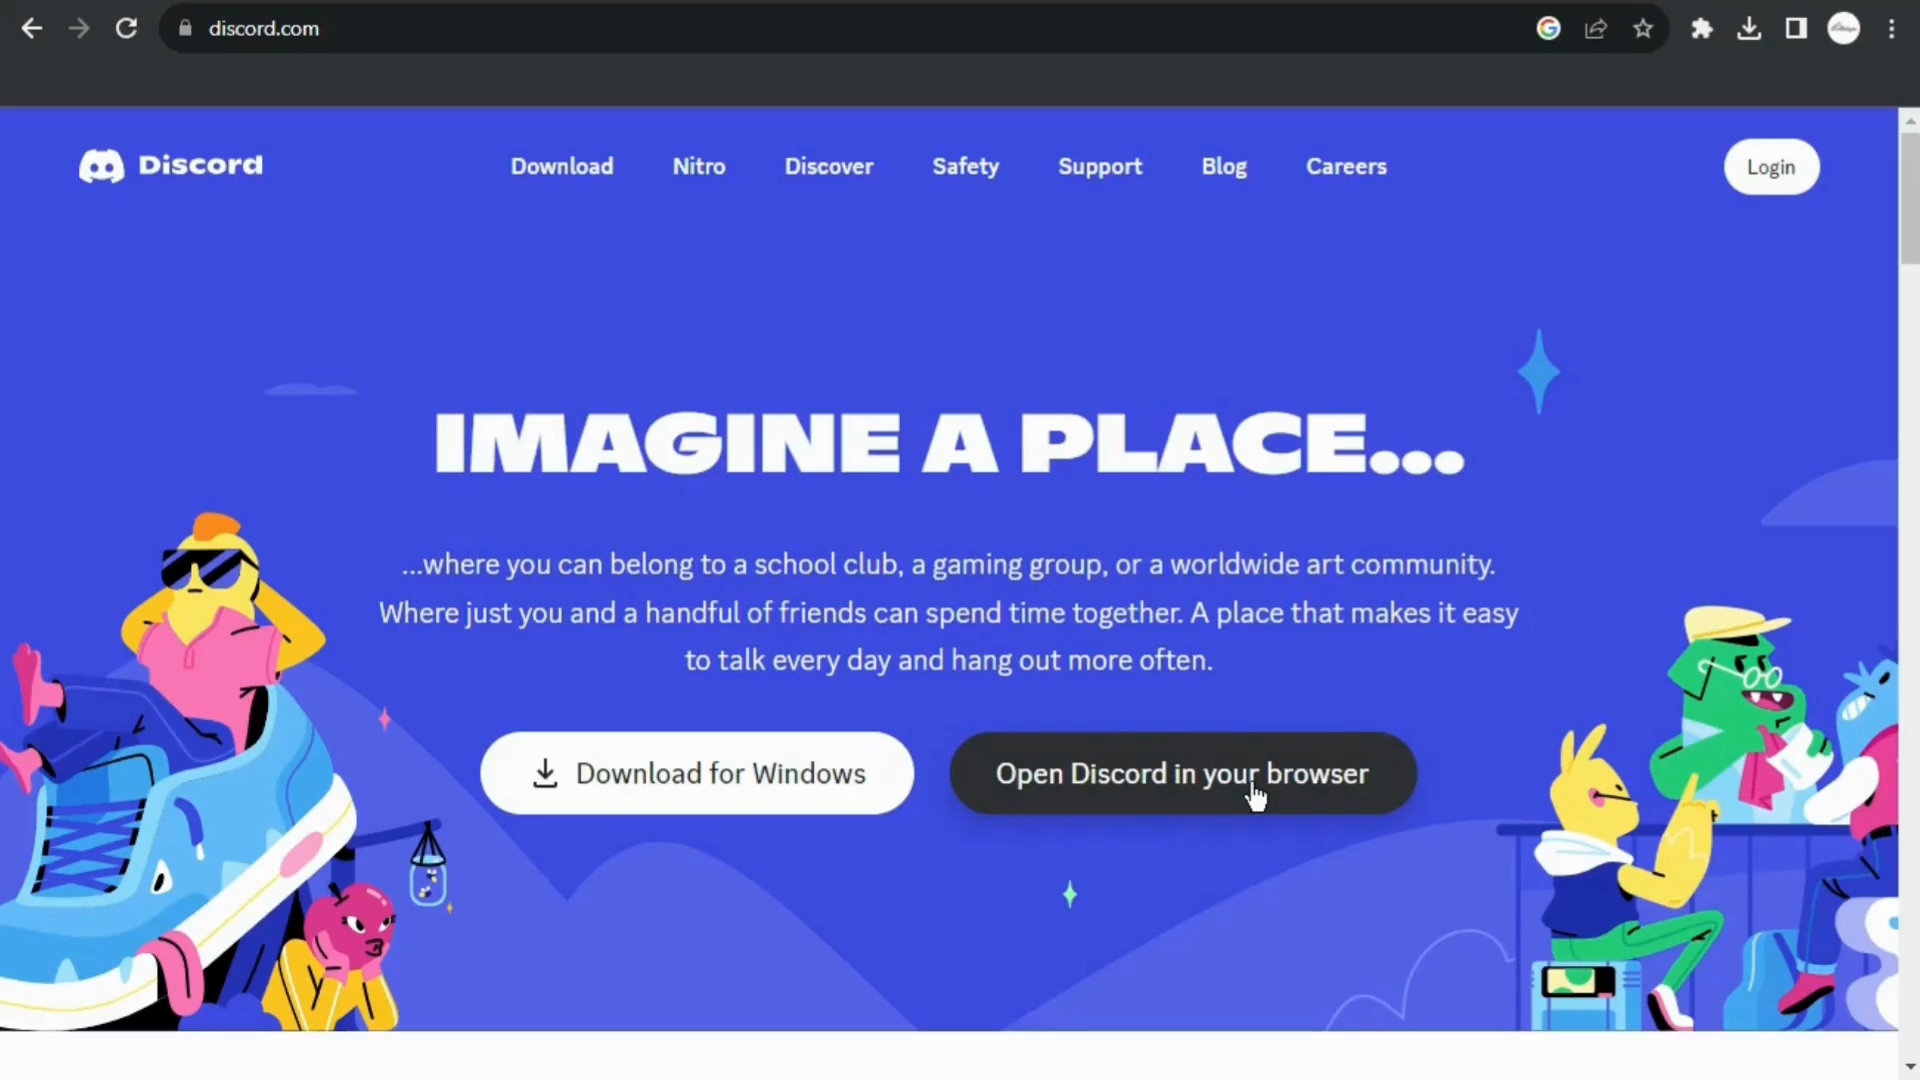 discord.com
Discord
Download Nitro Discover Safety Support Blog Careers
Login
IMAGINE A PLACE...
...where you can belong to a school club, a gaming group, or a worldwide art community.
Where just you and a handful of friends can spend time together. A place that makes it easy
to talk every day and hang out more often.
Download for Windows
Open Discord in your browser